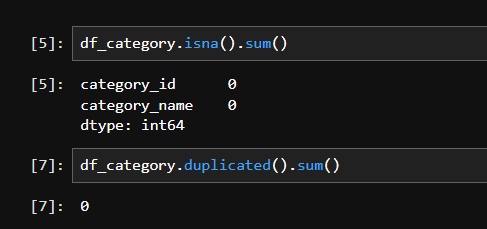 [5]: df_category.isna().sum()
[5]: category_id 0
category_name 0
dtype: int64
[7]: df_category.duplicated().sum()
[7]: 0